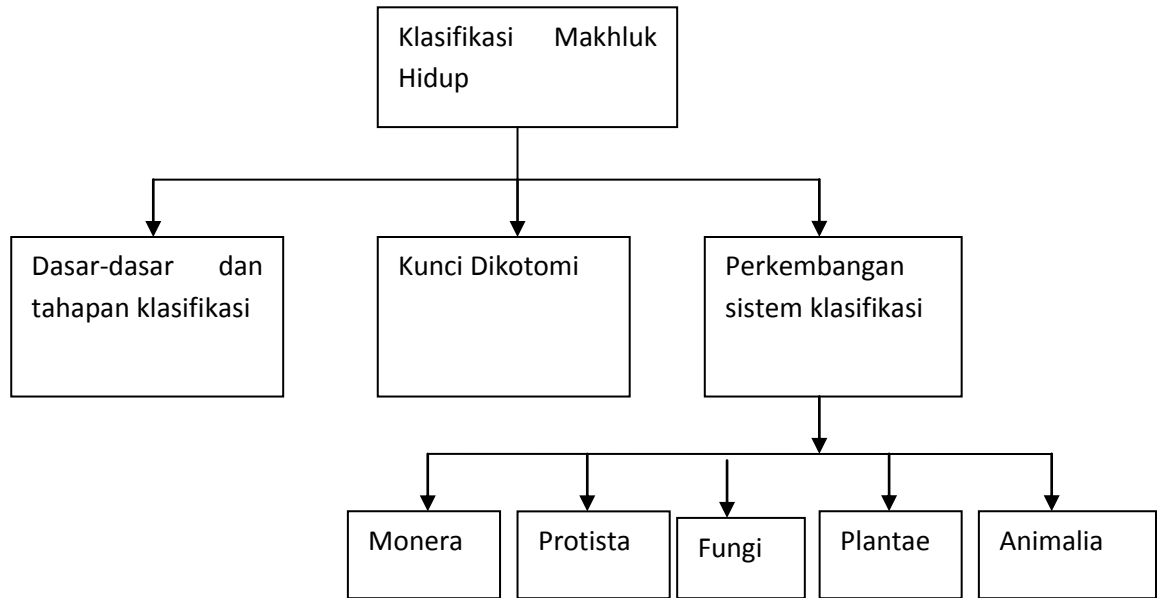 Klasifikasi Makhluk
Hidup
Dasar-dasar dan
tahapan klasifikasi
Kunci Dikotomi
Perkembangan
sistem klasifikasi
Monera
Protista
Fungi
Plantae
Animalia